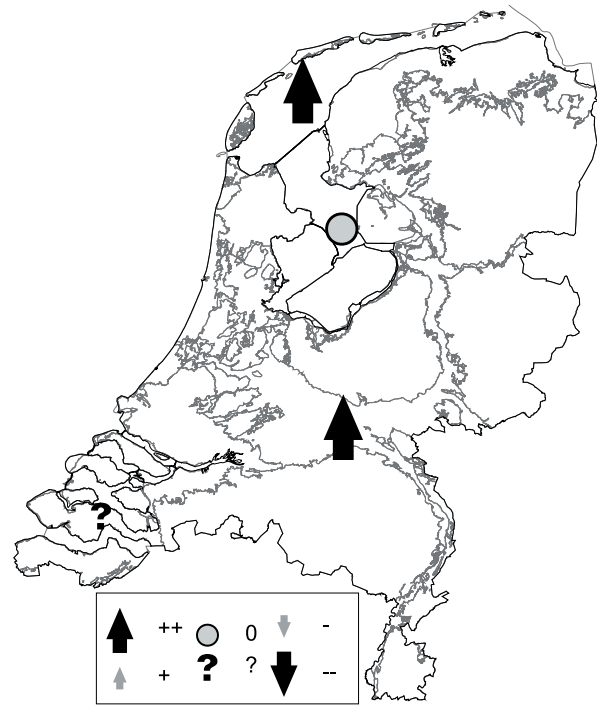 ?
++ 0 -
+ ? ? --